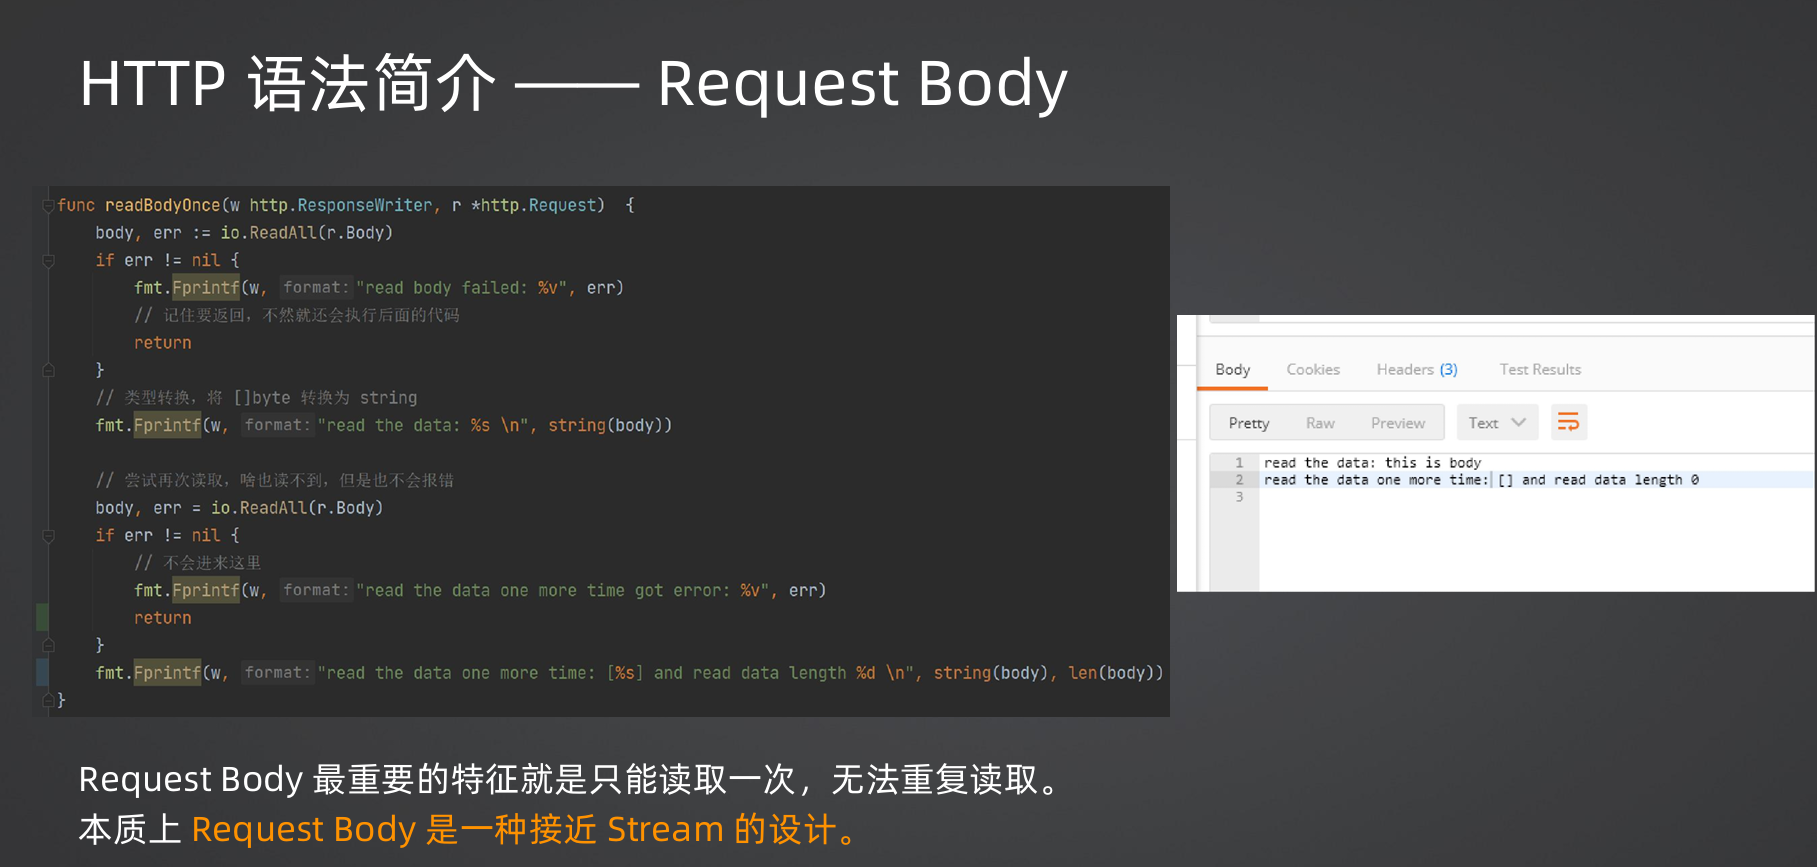 HTTP 语法简介 —— Request Body
func readBodyOnce(w http.ResponseWriter, r *http.Request)  {
body, err := io.ReadAll(r.Body)
if err != nil {
fmt.Fprintf(w, format: "read body failed: %v", err)
// 记住要返回，不然就还会执行后面的代码
return
}
// 类型转换，将 []byte 转换为 string
fmt.Fprintf(w, format: "read the data: %s \n", string(body))
// 尝试再次读取，啥也读不到，但是也不会报错
body, err = io.ReadAll(r.Body)
if err != nil {
// 不会进来这里
fmt.Fprintf(w, format: "read the data one more time got error: %v", err)
return
}
fmt.Fprintf(w, format: "read the data one more time: [%s] and read data length %d \n", string(body), len(body))
}
Body Cookies Headers (3) Test Results
Pretty Raw Preview Text
1 read the data: this is body
2 read the data one more time: [] and read data length 0
3
Request Body 最重要的特征就是只能读取一次，无法重复读取。
本质上 Request Body 是一种接近 Stream 的设计。